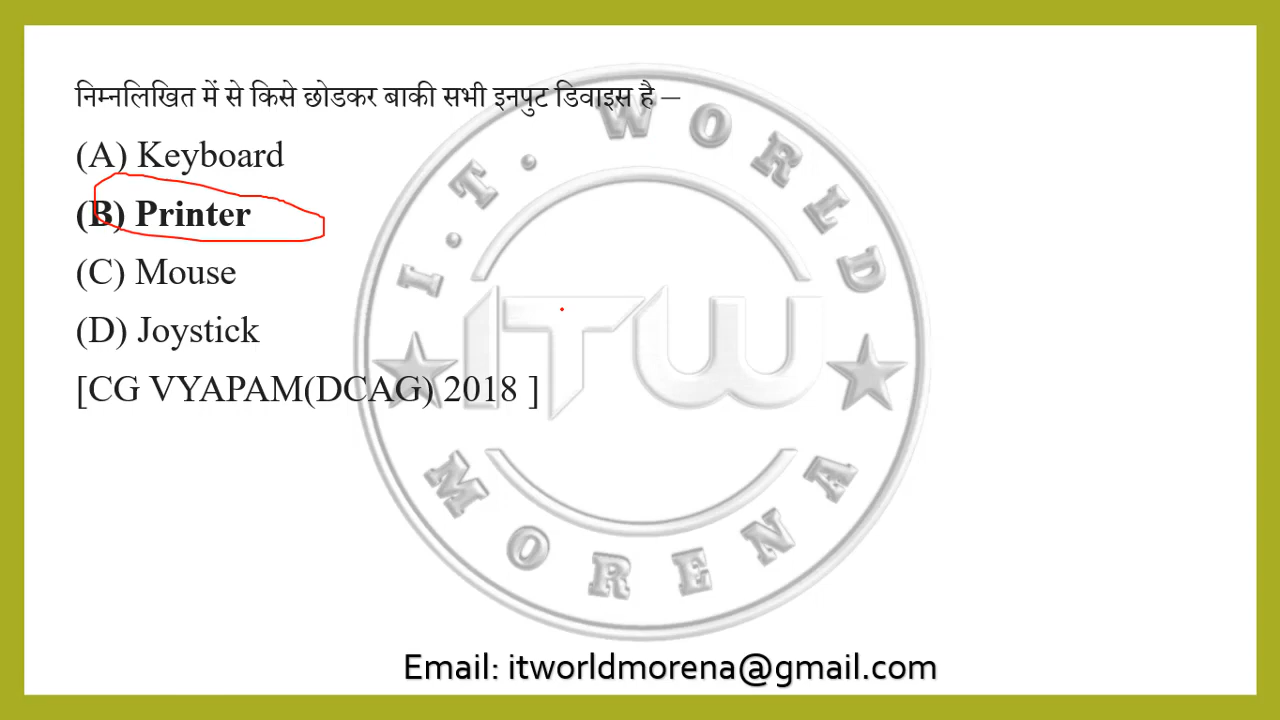 निम्नलिखित में से किसे छोडकर बाकी सभी इनपुट डिवाइस है –
(A) Keyboard
(B) Printer
(C) Mouse
(D) Joystick
[CG VYAPAM(DCAG) 2018 ]
I.T. WORLD
ITW
MORENA
Email: itworldmorena@gmail.com